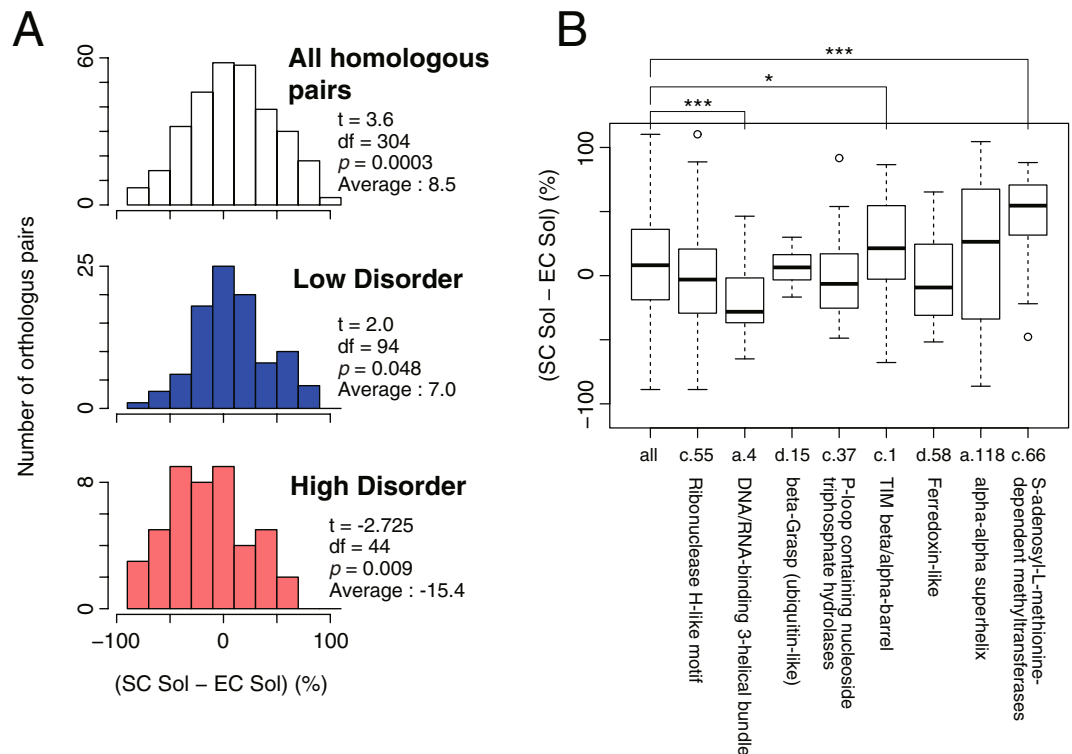 A
Number of orthologus pairs
60
0
All homologous
pairs
t = 3.6
df = 304
p = 0.0003
Average : 8.5
25
0
Low Disorder
t = 2.0
df = 94
p = 0.048
Average : 7.0
8
0
High Disorder
t = -2.725
df = 44
p = 0.009
Average : -15.4
−100 0 100
(SC Sol − EC Sol) (%)
B
***
*
***
(SC Sol − EC Sol) (%)
100
0
−100
all c.55 a.4 d.15 c.37 c.1 d.58 a.118 c.66
Ribonuclease H-like motif
DNA/RNA-binding 3-helical bundle
beta-Grasp (ubiquitin-like)
P-loop containing nucleoside
triphosphate hydrolases
TIM beta/alpha-barrel
Ferredoxin-like
alpha-alpha superhelix
S-adenosyl-L-methionine-
dependent methyltransferases